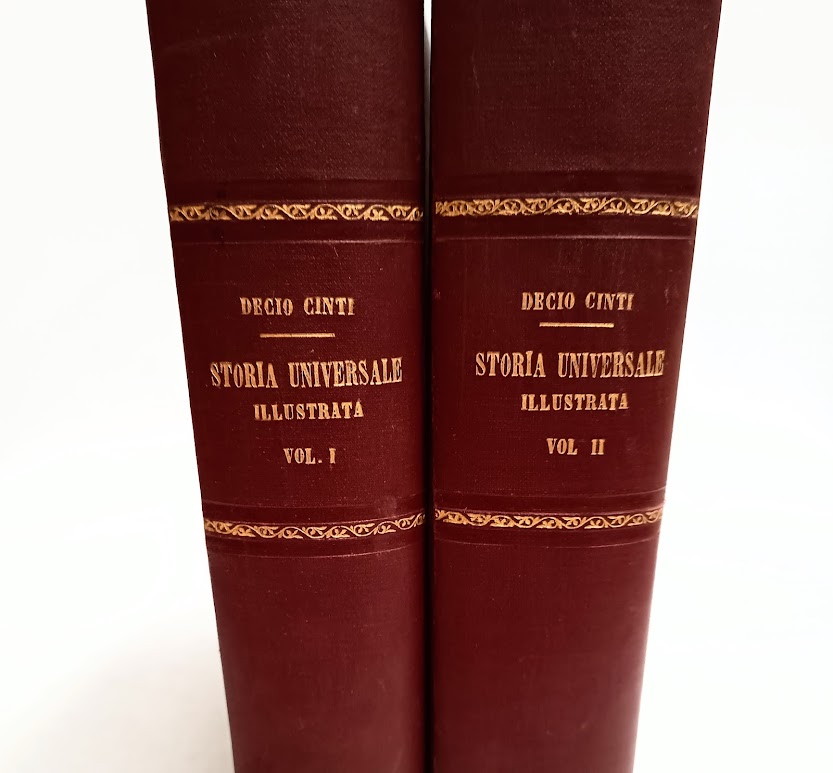 DECIO CINTI
STORIA UNIVERSALE
ILLUSTRATA
VOL. I
DECIO CINTI
STORIA UNIVERSALE
ILLUSTRATA
VOL II